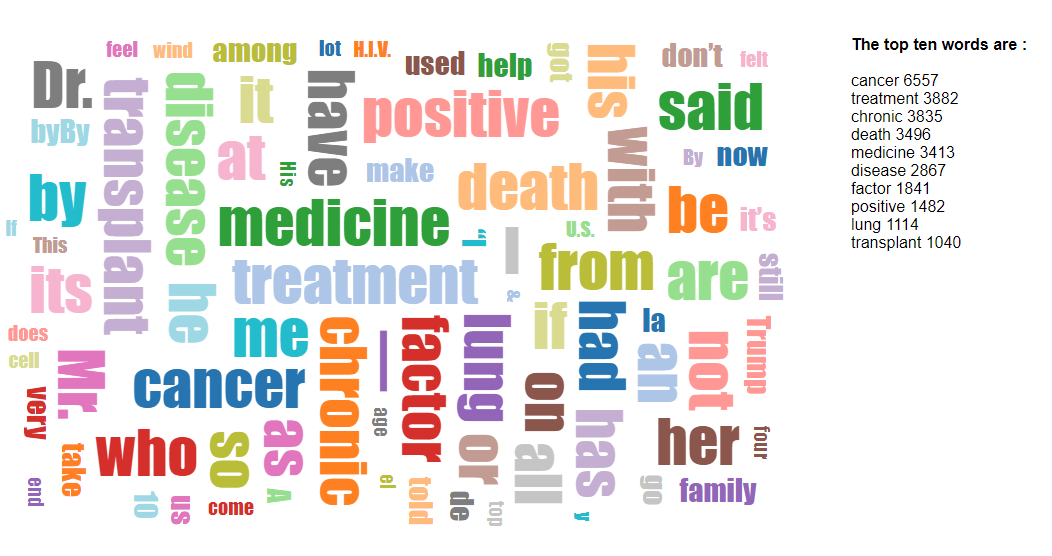 The top ten words are :
cancer 6557
treatment 3882
chronic 3835
death 3496
medicine 3413
disease 2867
factor 1841
positive 1482
lung 1114
transplant 1040
feel
wind
among
lot
H.I.V.
used
help
got
his
don't
felt
Dr.
transplant
disease
it
have
positive
said
byBy
at
His
make
with
By
now
by
death
be
it's
If
This
medicine
“I
I
U.S.
from
are
still
its
he
treatment
&
me
if
had
la
an
not
Trump
does
cell
Mr.
cancer
chronic
factor
lung
on
very
age
who
so
as
or
all
has
her
four
take
end
10
us
come
A
el
told
de
top
y
go
family